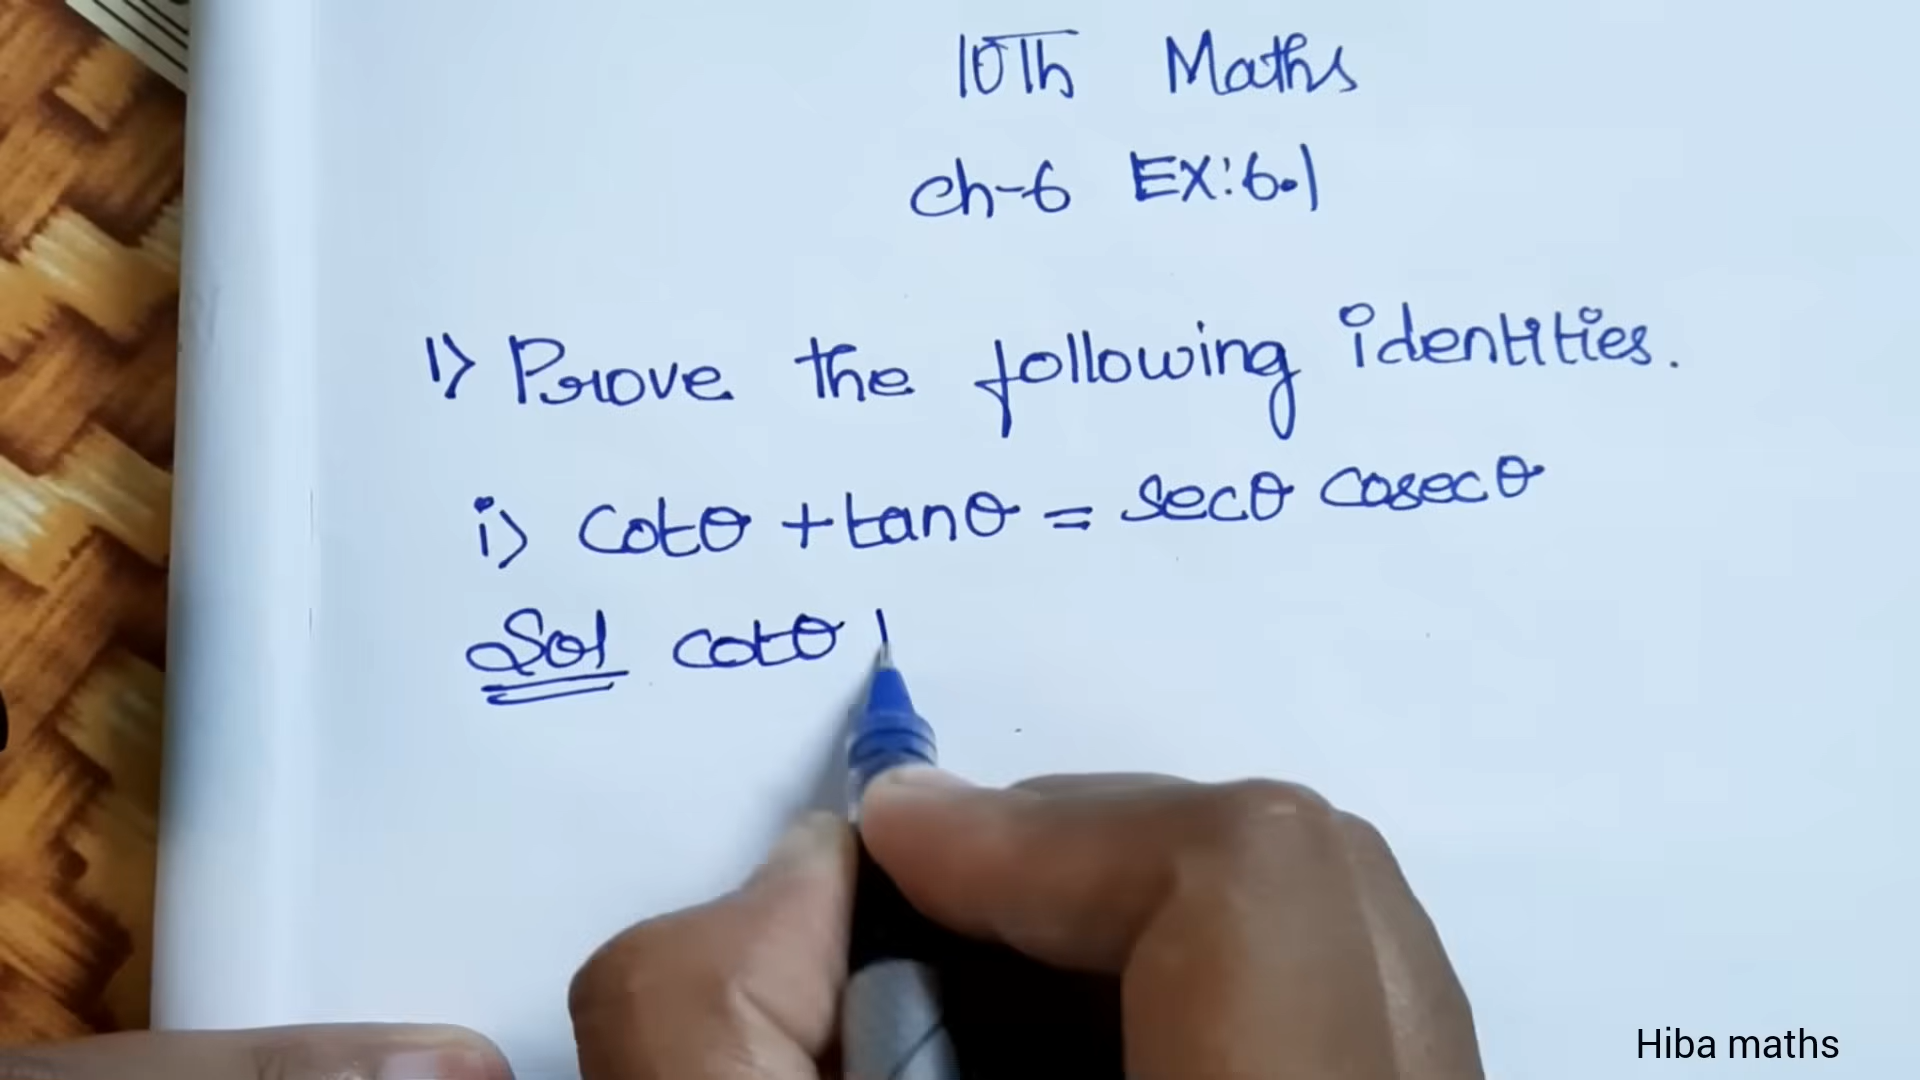 10Th Maths
ch-6 EX:6.1
1) Prove the following identities.
i) cotθ + tanθ = secθ cosecθ
Sol cotθ
Hiba maths